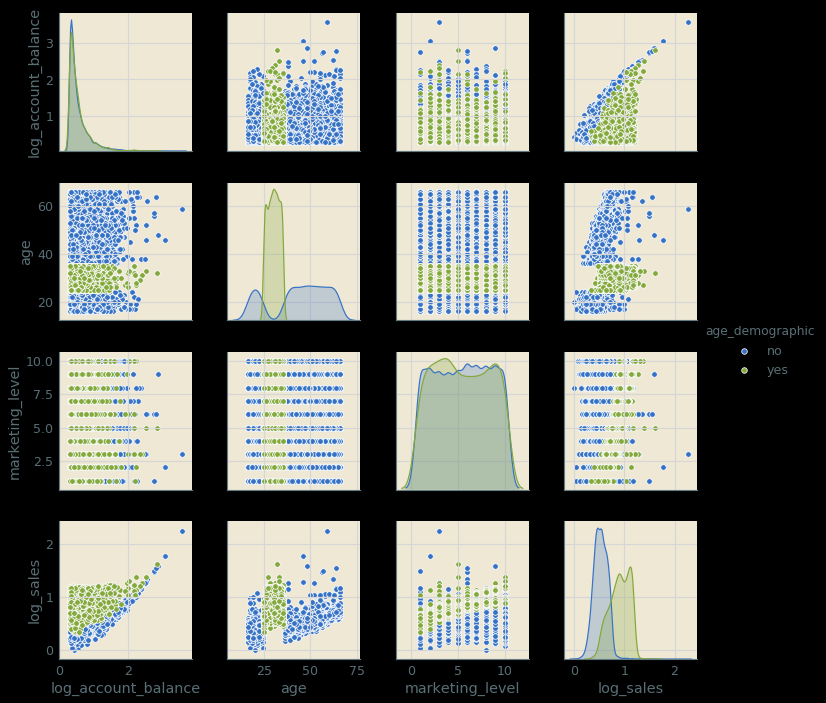 log_account_balance
3
2
1
age
60
40
20
age_demographic
no
yes
marketing_level
10.0
7.5
5.0
2.5
log_sales
2
1
0
0 2
25 50 75
0 5 10
0 1 2
log_account_balance age marketing_level log_sales